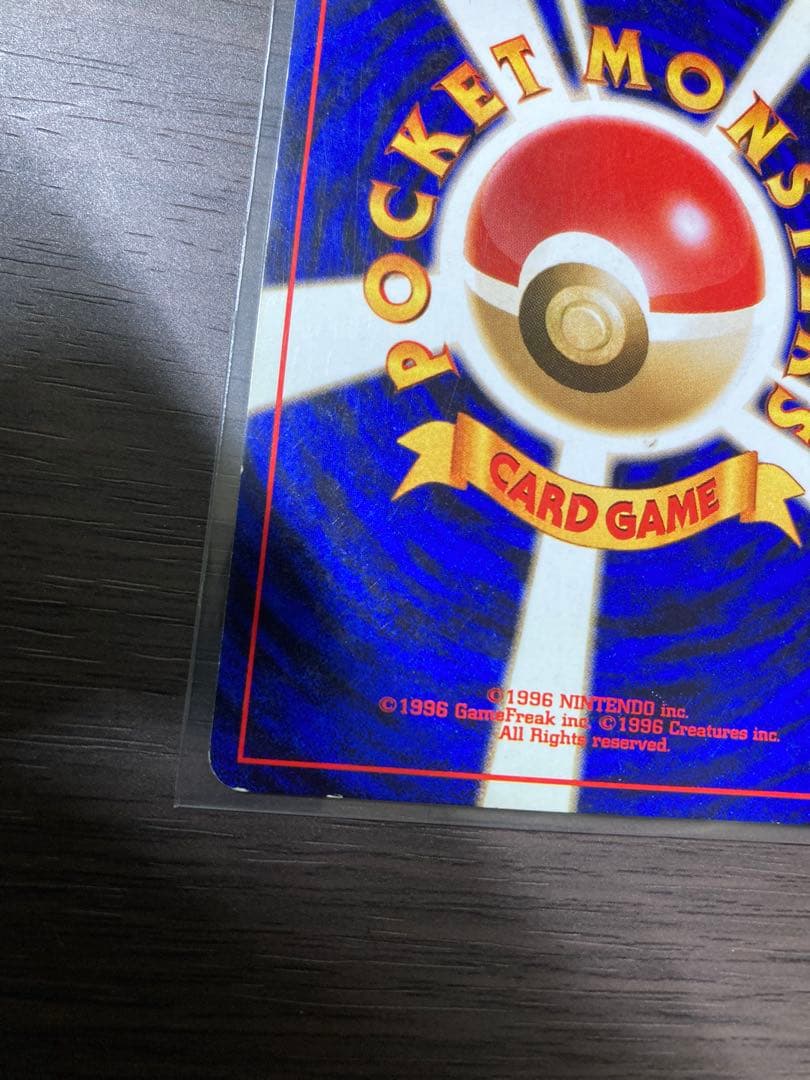 POCKET MONSTERS
CARD GAME
©1996 NINTENDO inc.
©1996 GameFreak inc. ©1996 Creatures inc.
All Rights reserved.